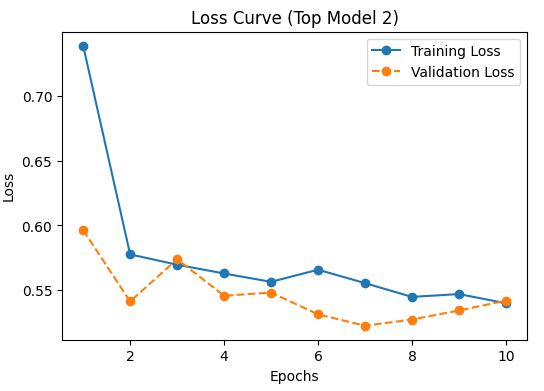 Loss Curve (Top Model 2)
Training Loss
Validation Loss
Loss
0.70
0.65
0.60
0.55
2 4 6 8 10
Epochs